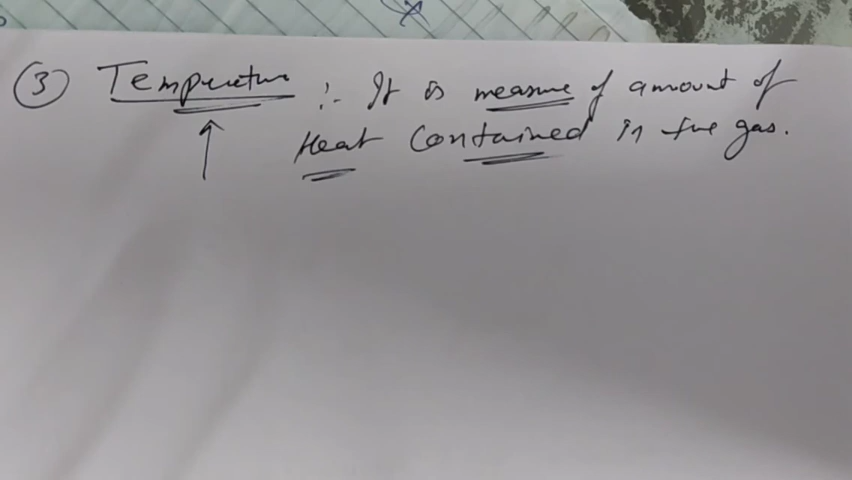 ③ Temperature :- It is measure of amount of
Heat Contained in the gas.